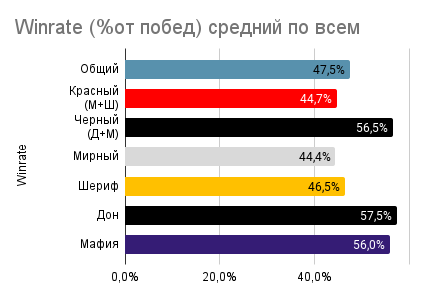 Winrate (%от побед) средний по всем
Winrate
Общий
47,5%
Красный
(М+Ш)
44,7%
Черный
(Д+М)
56,5%
Мирный
44,4%
Шериф
46,5%
Дон
57,5%
Мафия
56,0%
0,0%
20,0%
40,0%